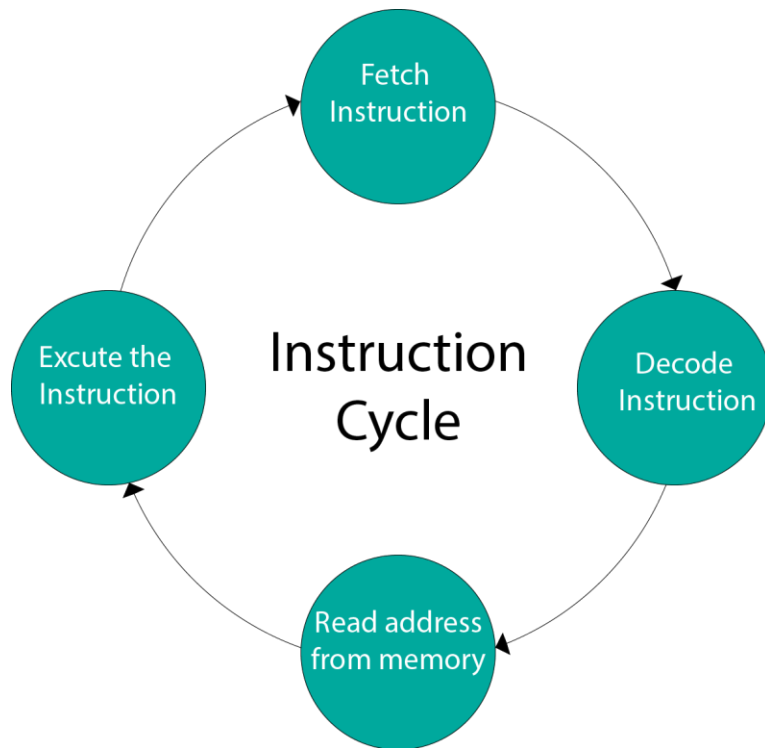 Fetch
Instruction
Decode
Instruction
Read address
from memory
Excute the
Instruction
Instruction
Cycle